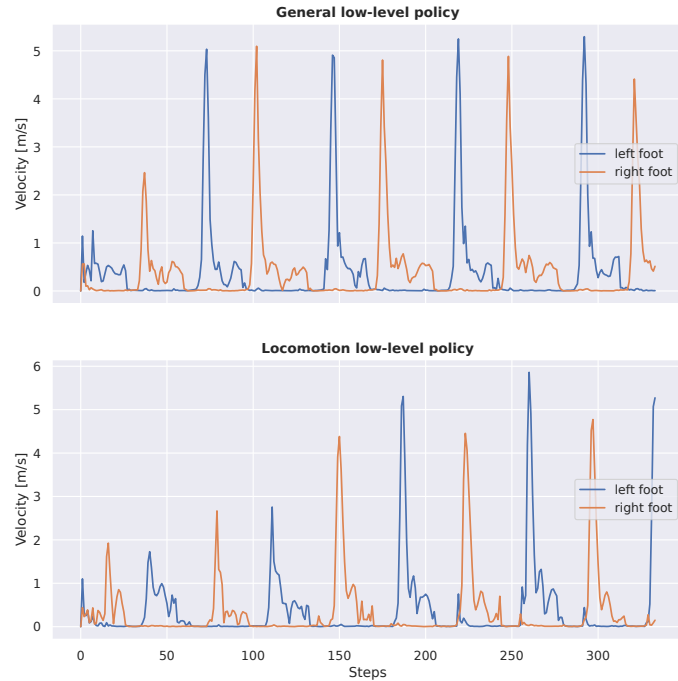 General low-level policy
5
4
3
2
1
0
Velocity [m/s]
left foot
right foot
Locomotion low-level policy
6
5
4
3
2
1
0
Velocity [m/s]
left foot
right foot
0 50 100 150 200 250 300
Steps